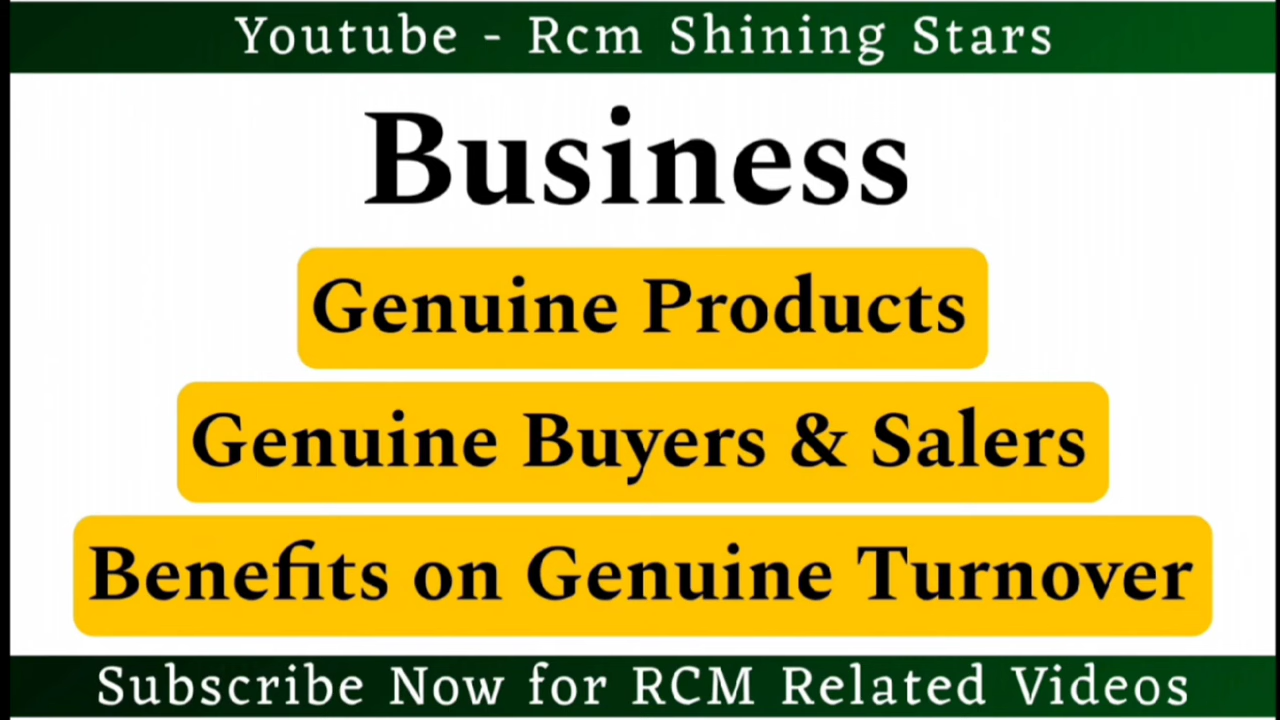 Youtube - Rcm Shining Stars
Business
Genuine Products
Genuine Buyers & Salers
Benefits on Genuine Turnover
Subscribe Now for RCM Related Videos